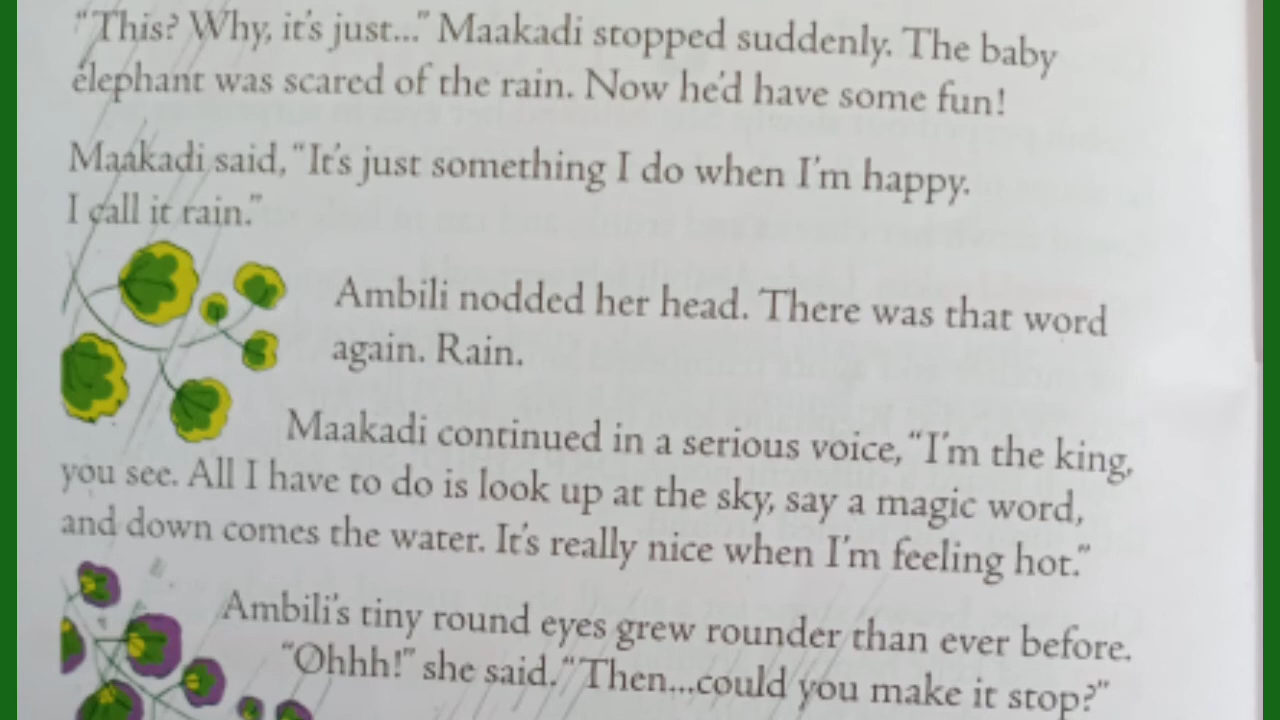 “This? Why, it’s just...” Maakadi stopped suddenly. The baby
elephant was scared of the rain. Now he’d have some fun!
Maakadi said, “It’s just something I do when I’m happy.
I call it rain.”
Ambili nodded her head. There was that word
again. Rain.
Maakadi continued in a serious voice, “I’m the king,
you see. All I have to do is look up at the sky, say a magic word,
and down comes the water. It’s really nice when I’m feeling hot.”
Ambili’s tiny round eyes grew rounder than ever before.
“Ohhh!” she said. “Then...could you make it stop?”